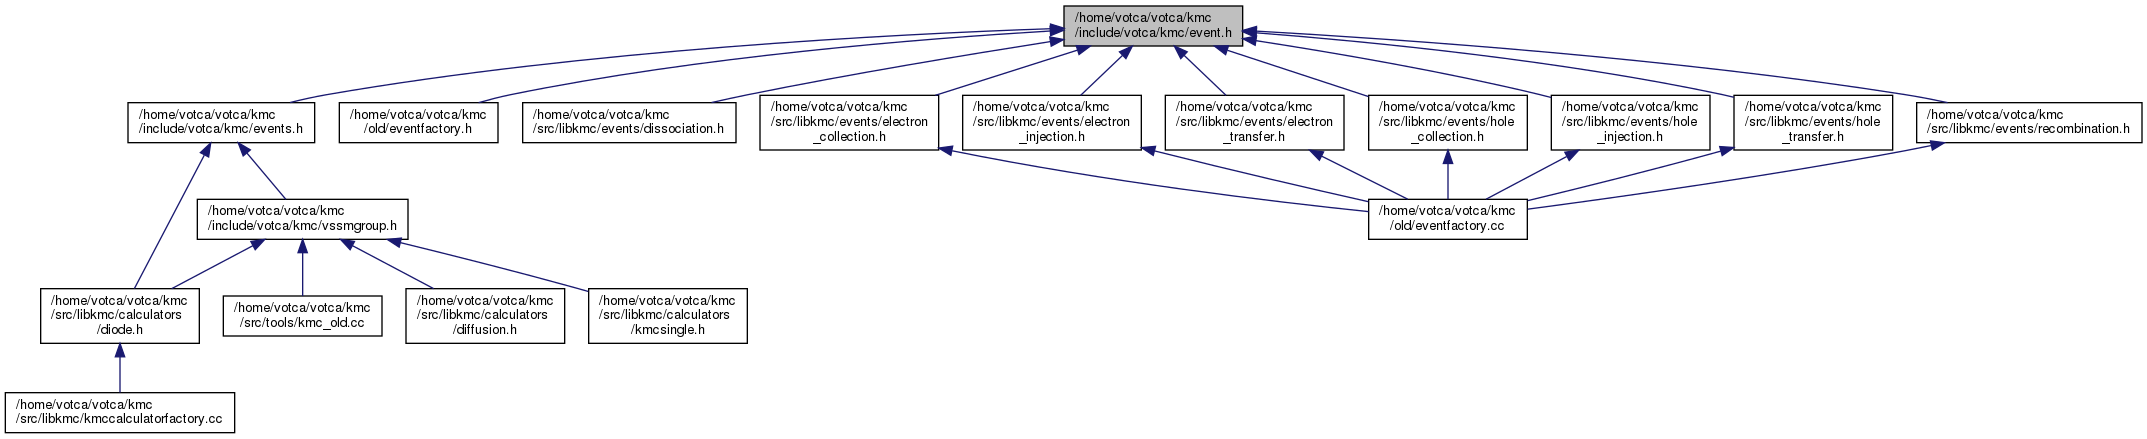 /home/votca/votca/kmc
/include/votca/kmc/event.h
/home/votca/votca/kmc
/include/votca/kmc/events.h
/home/votca/votca/kmc
/old/eventfactory.h
/home/votca/votca/kmc
/src/libkmc/events/dissociation.h
/home/votca/votca/kmc
/src/libkmc/events/electron
_collection.h
/home/votca/votca/kmc
/src/libkmc/events/electron
_injection.h
/home/votca/votca/kmc
/src/libkmc/events/electron
_transfer.h
/home/votca/votca/kmc
/src/libkmc/events/hole
_collection.h
/home/votca/votca/kmc
/src/libkmc/events/hole
_injection.h
/home/votca/votca/kmc
/src/libkmc/events/hole
_transfer.h
/home/votca/votca/kmc
/src/libkmc/events/recombination.h
/home/votca/votca/kmc
/include/votca/kmc/vssmgroup.h
/home/votca/votca/kmc
/old/eventfactory.cc
/home/votca/votca/kmc
/src/libkmc/calculators
/diode.h
/home/votca/votca/kmc
/src/tools/kmc_old.cc
/home/votca/votca/kmc
/src/libkmc/calculators
/diffusion.h
/home/votca/votca/kmc
/src/libkmc/calculators
/kmcsingle.h
/home/votca/votca/kmc
/src/libkmc/kmccalculatorfactory.cc